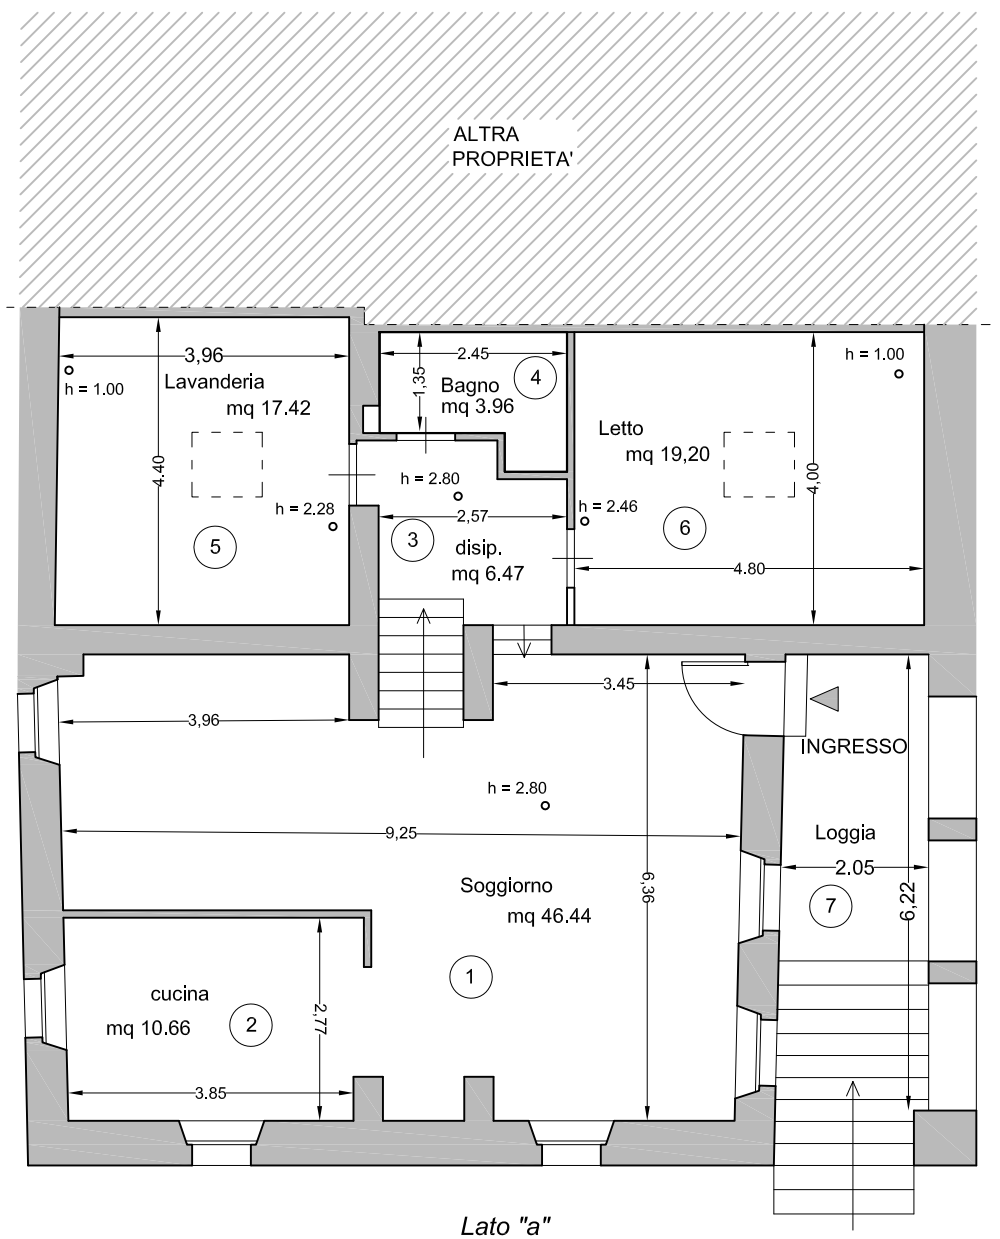 ALTRA
PROPRIETA'
3,96
h = 1.00
Lavanderia
mq 17.42
4.40
h = 2.28
5
2.45
1,35
4
Bagno
mq 3.96
h = 2.80
2,57
3
disip.
mq 6.47
h = 1.00
Letto
mq 19,20
4,00
h = 2.46
6
4.80
3,96
3.45
INGRESSO
h = 2.80
9,25
Loggia
2.05
6,36
6,22
7
Soggiorno
mq 46.44
1
cucina
mq 10.66
2
2,77
3.85
Lato "a"